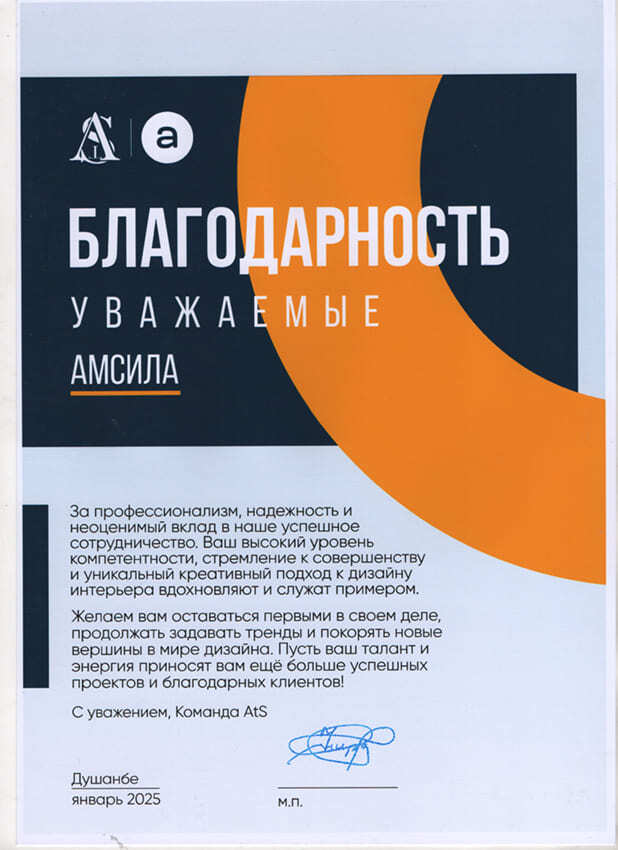 a
БЛАГОДАРНОСТЬ
УВАЖАЕМЫЕ
АМСИЛА
За профессионализм, надежность и
неоценимый вклад в наше успешное
сотрудничество. Ваш высокий уровень
компетентности, стремление к совершенству
и уникальный креативный подход к дизайну
интерьера вдохновляют и служат примером.
Желаем вам оставаться первыми в своем деле,
продолжать задавать тренды и покорять новые
вершины в мире дизайна. Пусть ваш талант и
энергия приносят вам ещё больше успешных
проектов и благодарных клиентов!
С уважением, Команда AtS
Душанбе
январь 2025
м.п.